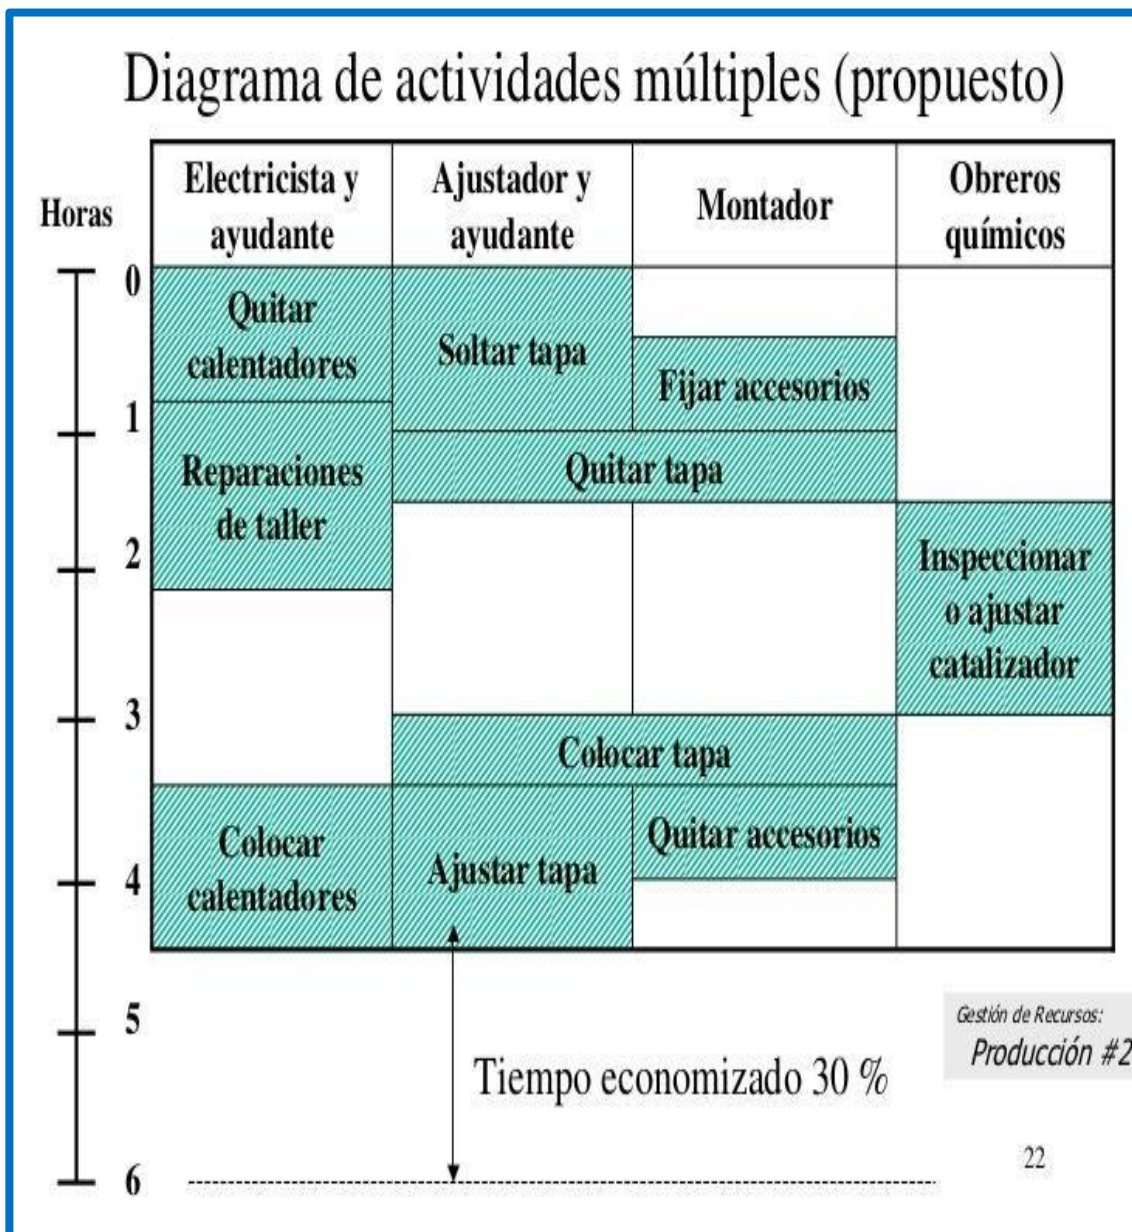 Diagrama de actividades múltiples (propuesto)
Horas
Electricista y
ayudante
Ajustador y
ayudante
Montador
Obreros
químicos
0
Quitar
calentadores
Soltar tapa
Fijar accesorios
1
Quitar tapa
Reparaciones
de taller
2
Inspeccionar
o ajustar
catalizador
3
Colocar tapa
Colocar
calentadores
Ajustar tapa
Quitar accesorios
4
5
Gestión de Recursos:
Producción #2
Tiempo economizado 30 %
22
6